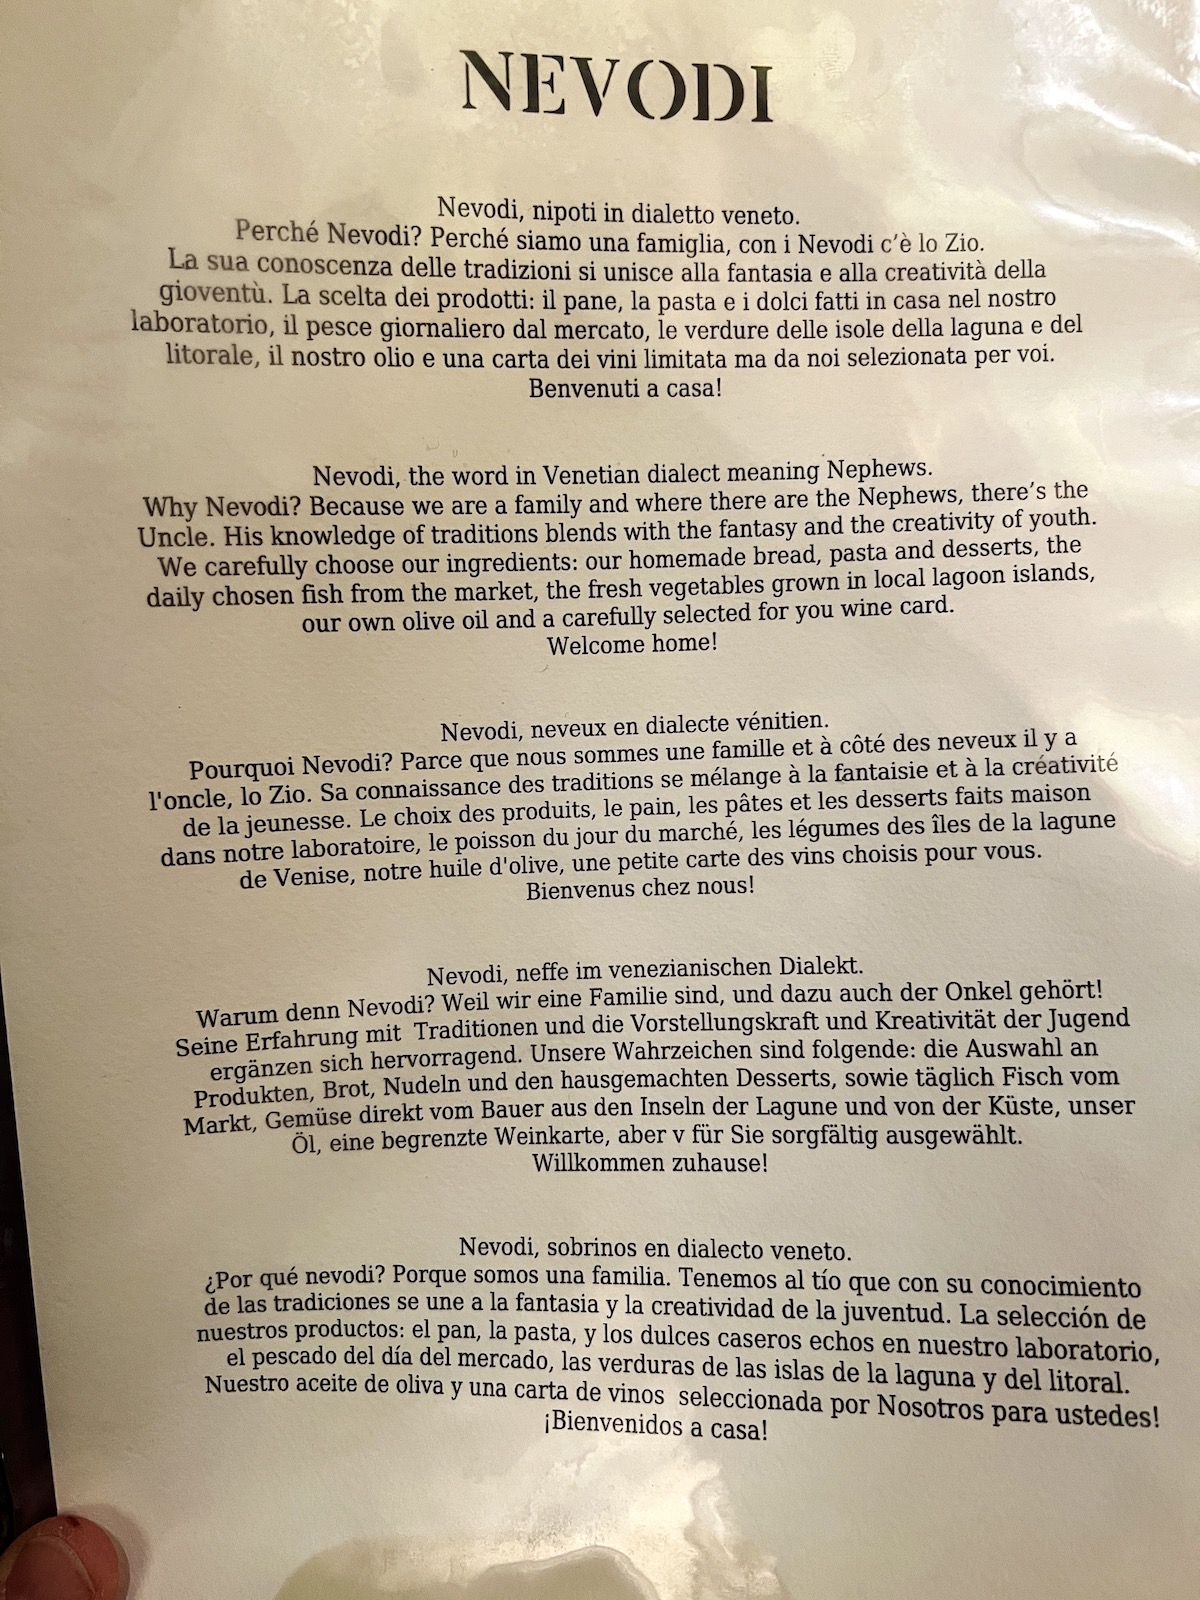 NEVODI
Nevodi, nipoti in dialetto veneto.
Perché Nevodi? Perché siamo una famiglia, con i Nevodi c'è lo Zio.
La sua conoscenza delle tradizioni si unisce alla fantasia e alla creatività della
gioventù. La scelta dei prodotti: il pane, la pasta e i dolci fatti in casa nel nostro
laboratorio, il pesce giornaliero dal mercato, le verdure delle isole della laguna e del
litorale, il nostro olio e una carta dei vini limitata ma da noi selezionata per voi.
Benvenuti a casa!
Nevodi, the word in Venetian dialect meaning Nephews.
Why Nevodi? Because we are a family and where there are the Nephews, there's the
Uncle. His knowledge of traditions blends with the fantasy and the creativity of youth.
We carefully choose our ingredients: our homemade bread, pasta and desserts, the
daily chosen fish from the market, the fresh vegetables grown in local lagoon islands,
our own olive oil and a carefully selected for you wine card.
Welcome home!
Nevodi, neveux en dialecte vénitien.
Pourquoi Nevodi? Parce que nous sommes une famille et à côté des neveux il y a
l'oncle, lo Zio. Sa connaissance des traditions se mélange à la fantaisie et à la créativité
de la jeunesse. Le choix des produits, le pain, les pâtes et les desserts faits maison
dans notre laboratoire, le poisson du jour du marché, les légumes des îles de la lagune
de Venise, notre huile d'olive, une petite carte des vins choisis pour vous.
Bienvenus chez nous!
Nevodi, neffe im venezianischen Dialekt.
Warum denn Nevodi? Weil wir eine Familie sind, und dazu auch der Onkel gehört!
Seine Erfahrung mit Traditionen und die Vorstellungskraft und Kreativität der Jugend
ergänzen sich hervorragend. Unsere Wahrzeichen sind folgende: die Auswahl an
Produkten, Brot, Nudeln und den hausgemachten Desserts, sowie täglich Fisch vom
Markt, Gemüse direkt vom Bauer aus den Inseln der Lagune und von der Küste, unser
Öl, eine begrenzte Weinkarte, aber v für Sie sorgfältig ausgewählt.
Willkommen zuhause!
Nevodi, sobrinos en dialecto veneto.
¿Por qué nevodi? Porque somos una familia. Tenemos al tío que con su conocimiento
de las tradiciones se une a la fantasia y la creatividad de la juventud. La selección de
nuestros productos: el pan, la pasta, y los dulces caseros echos en nuestro laboratorio,
el pescado del día del mercado, las verduras de las islas de la laguna y del litoral.
Nuestro aceite de oliva y una carta de vinos seleccionada por Nosotros para ustedes!
¡Bienvenidos a casa!